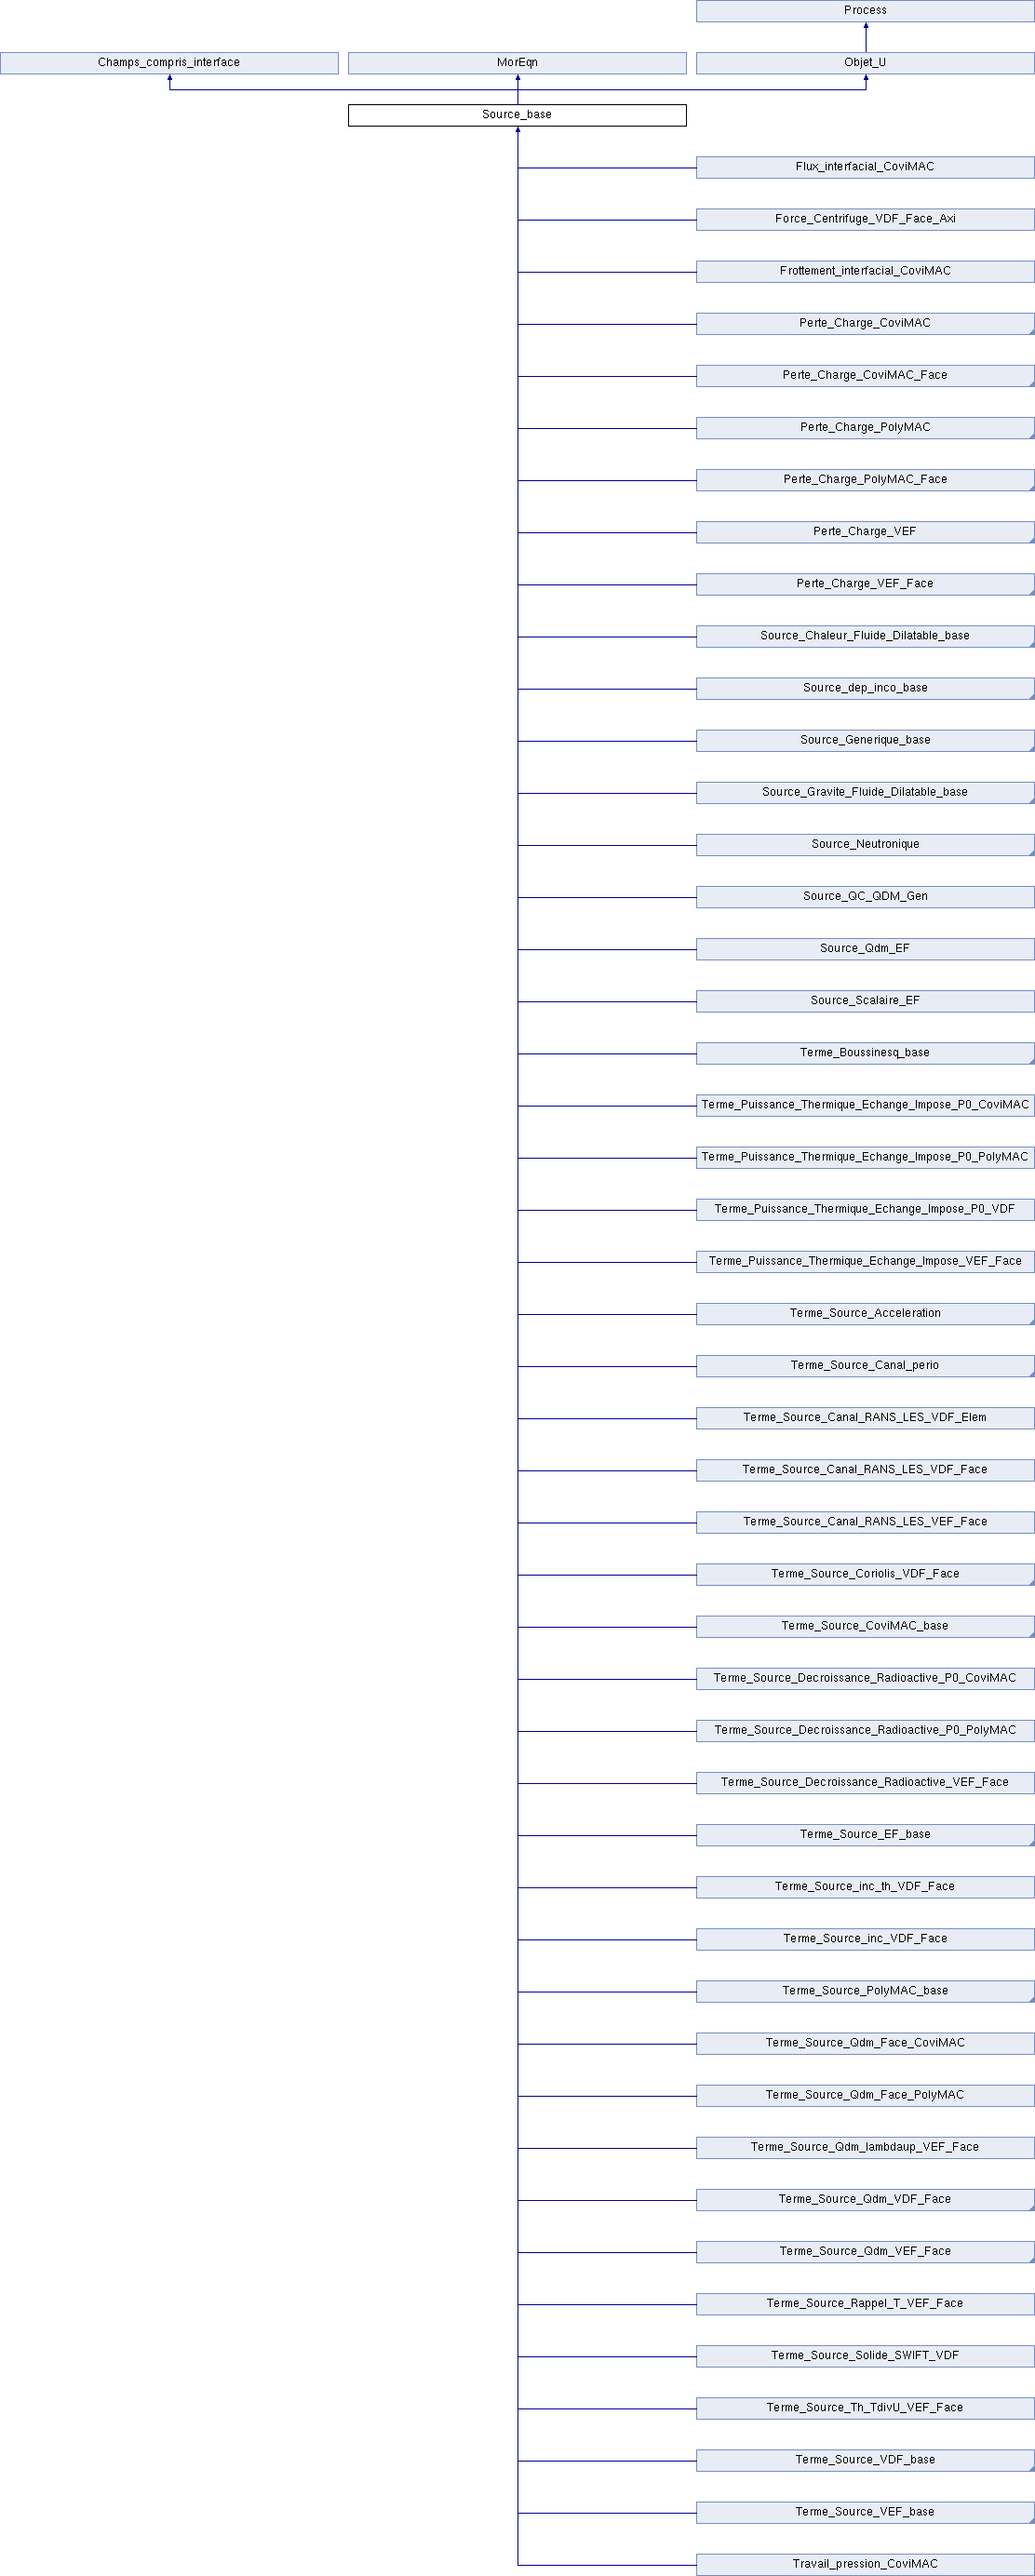 Process
Champs_compris_interface
MorEqn
Objet_U
Source_base
Flux_interfacial_CoviMAC
Force_Centrifuge_VDF_Face_Axi
Frottement_interfacial_CoviMAC
Perte_Charge_CoviMAC
Perte_Charge_CoviMAC_Face
Perte_Charge_PolyMAC
Perte_Charge_PolyMAC_Face
Perte_Charge_VEF
Perte_Charge_VEF_Face
Source_Chaleur_Fluide_Dilatable_base
Source_dep_inco_base
Source_Generique_base
Source_Gravite_Fluide_Dilatable_base
Source_Neutronique
Source_QC_QDM_Gen
Source_Qdm_EF
Source_Scalaire_EF
Terme_Boussinesq_base
Terme_Puissance_Thermique_Echange_Impose_P0_CoviMAC
Terme_Puissance_Thermique_Echange_Impose_P0_PolyMAC
Terme_Puissance_Thermique_Echange_Impose_P0_VDF
Terme_Puissance_Thermique_Echange_Impose_VEF_Face
Terme_Source_Acceleration
Terme_Source_Canal_perio
Terme_Source_Canal_RANS_LES_VDF_Elem
Terme_Source_Canal_RANS_LES_VDF_Face
Terme_Source_Canal_RANS_LES_VEF_Face
Terme_Source_Coriolis_VDF_Face
Terme_Source_CoviMAC_base
Terme_Source_Decroissance_Radioactive_P0_CoviMAC
Terme_Source_Decroissance_Radioactive_P0_PolyMAC
Terme_Source_Decroissance_Radioactive_VEF_Face
Terme_Source_EF_base
Terme_Source_inc_th_VDF_Face
Terme_Source_inc_VDF_Face
Terme_Source_PolyMAC_base
Terme_Source_Qdm_Face_CoviMAC
Terme_Source_Qdm_Face_PolyMAC
Terme_Source_Qdm_lambdaup_VEF_Face
Terme_Source_Qdm_VDF_Face
Terme_Source_Qdm_VEF_Face
Terme_Source_Rappel_T_VEF_Face
Terme_Source_Solide_SWIFT_VDF
Terme_Source_Th_TdivU_VEF_Face
Terme_Source_VDF_base
Terme_Source_VEF_base
Travail_pression_CoviMAC